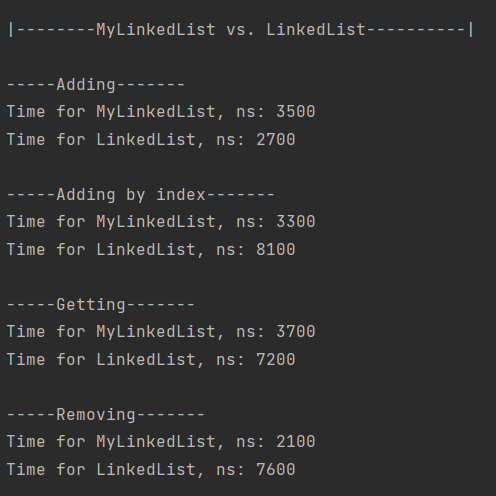 |--------MyLinkedList vs. LinkedList----------|
-----Adding-------
Time for MyLinkedList, ns: 3500
Time for LinkedList, ns: 2700
-----Adding by index-------
Time for MyLinkedList, ns: 3300
Time for LinkedList, ns: 8100
-----Getting-------
Time for MyLinkedList, ns: 3700
Time for LinkedList, ns: 7200
-----Removing-------
Time for MyLinkedList, ns: 2100
Time for LinkedList, ns: 7600